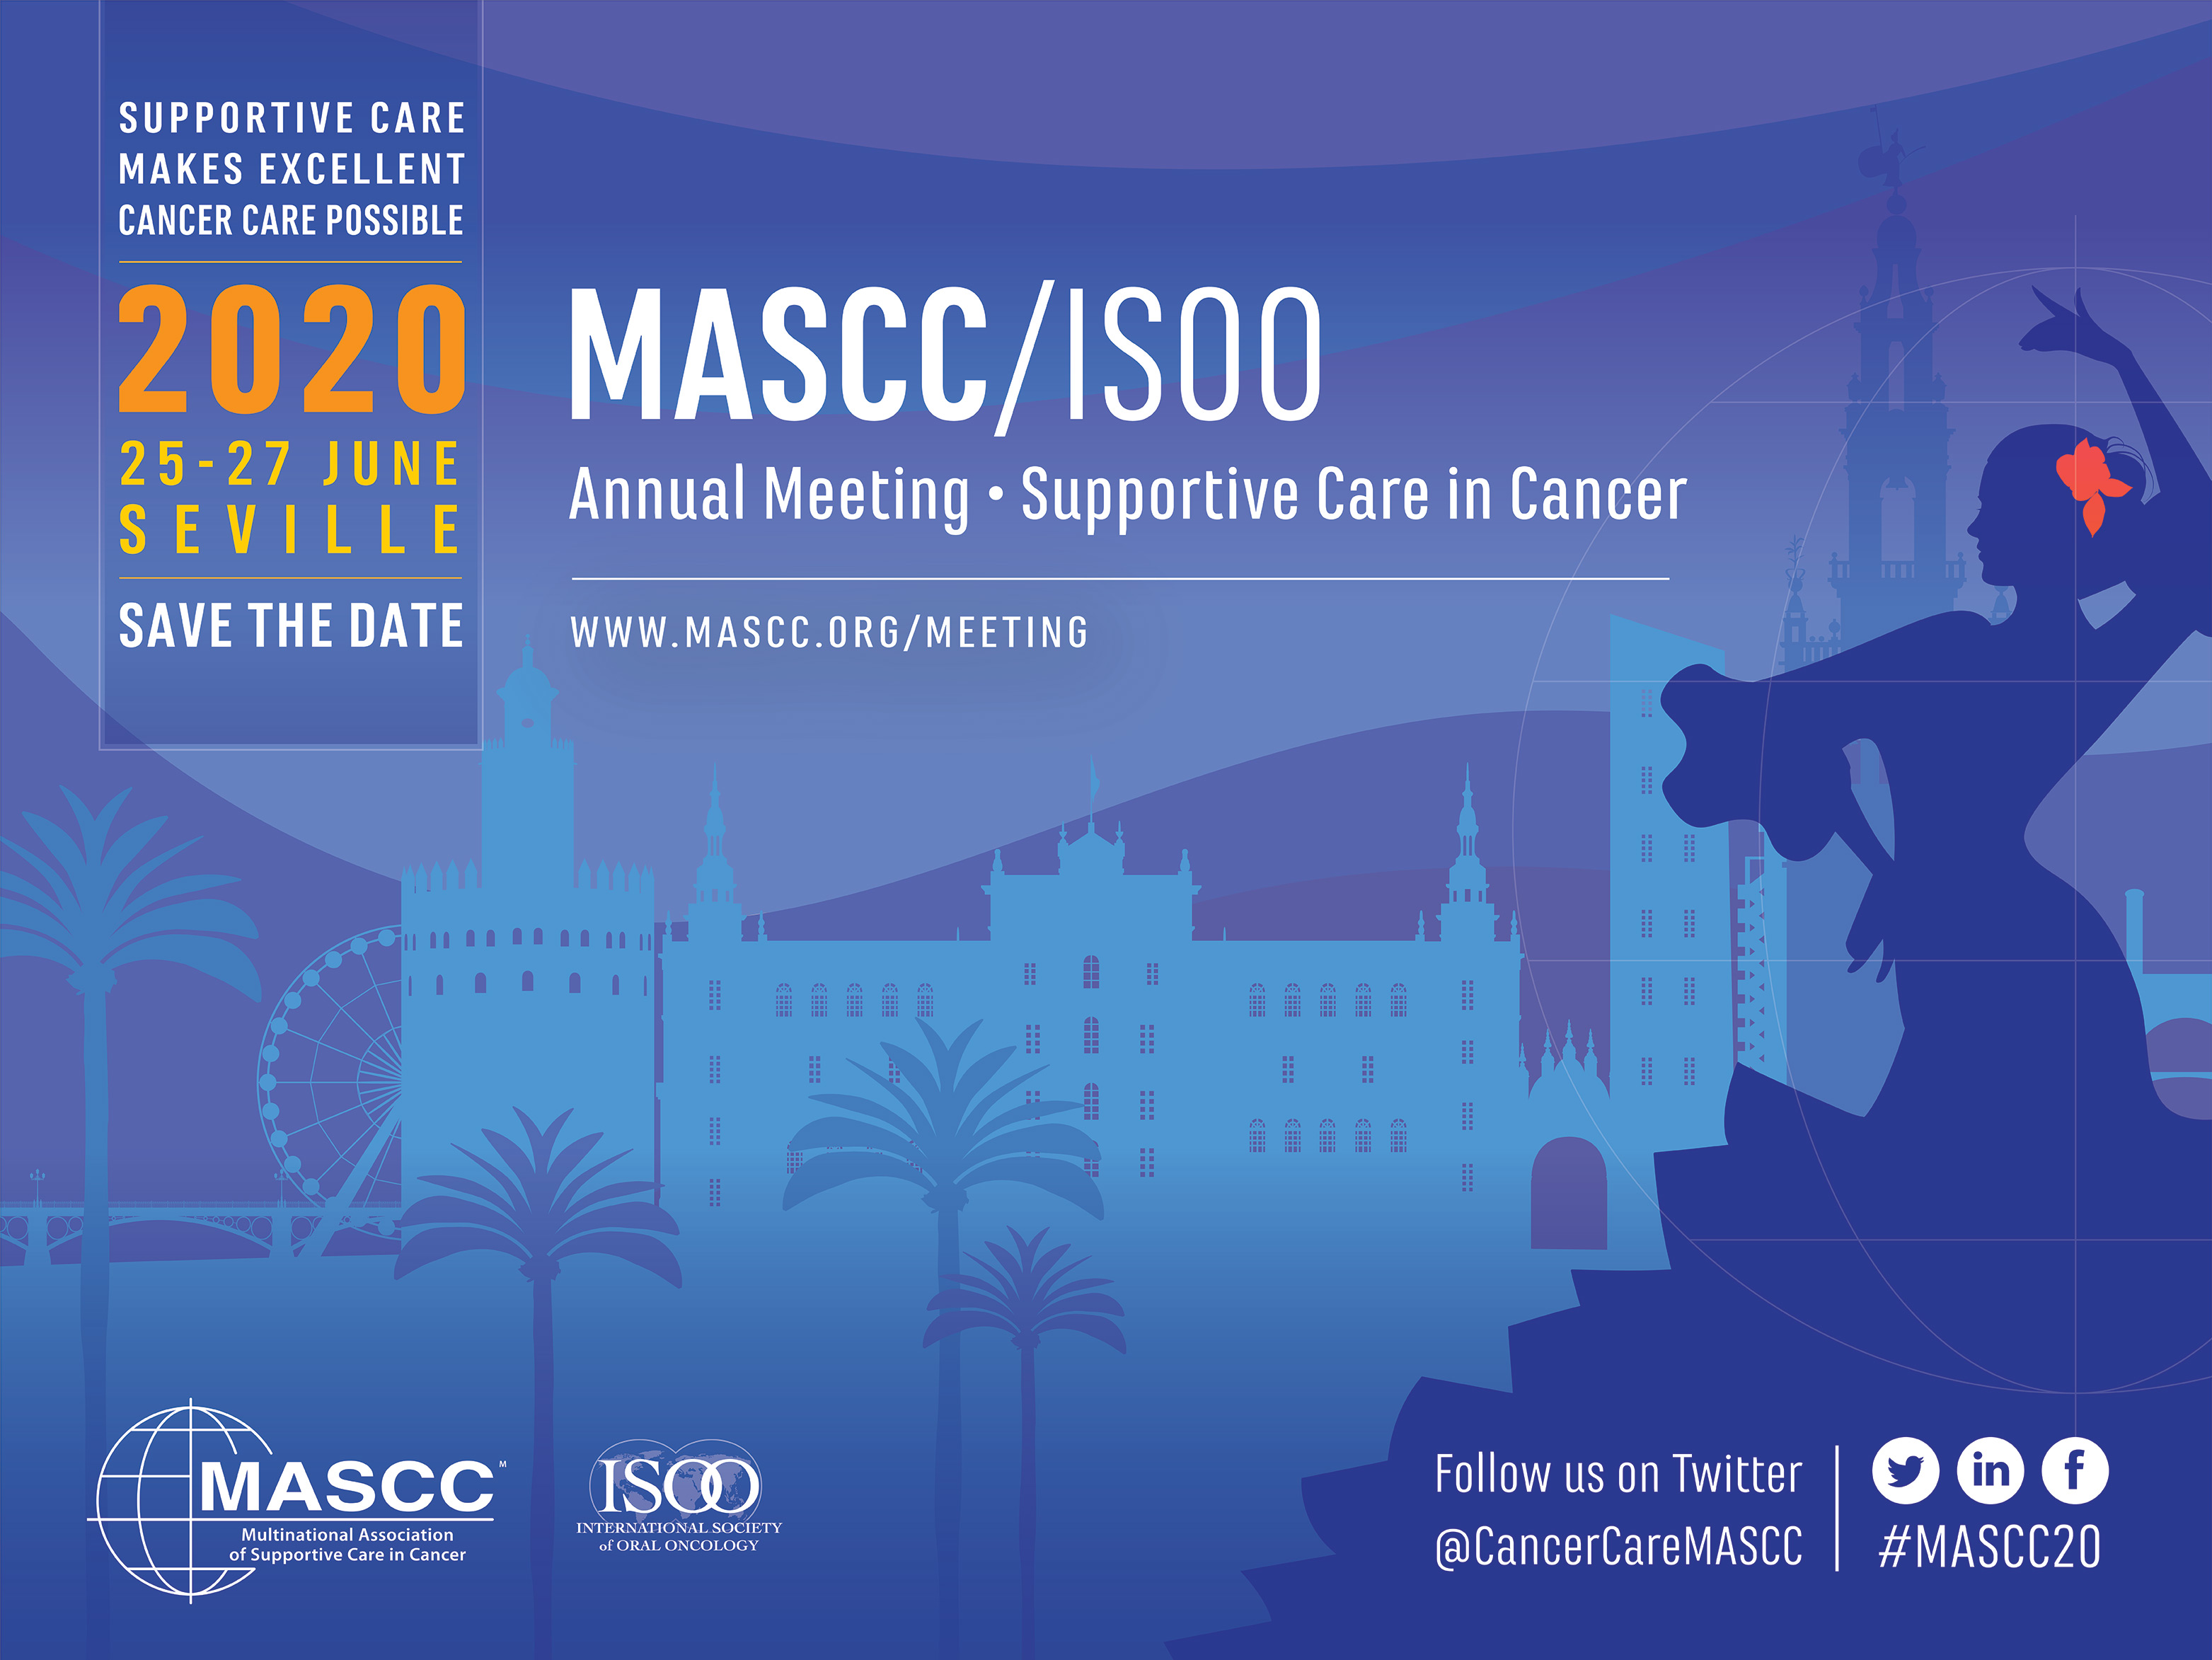 SUPPORTIVE CARE
MAKES EXCELLENT
CANCER CARE POSSIBLE
2020
25-27 JUNE
SEVILLE
SAVE THE DATE
MASCC/ISOO
Annual Meeting • Supportive Care in Cancer
WWW.MASCC.ORG/MEETING
MASCC™
Multinational Association
of Supportive Care in Cancer
ISOO
INTERNATIONAL SOCIETY
of ORAL ONCOLOGY
Follow us on Twitter
@CancerCareMASCC
in f
#MASCC20